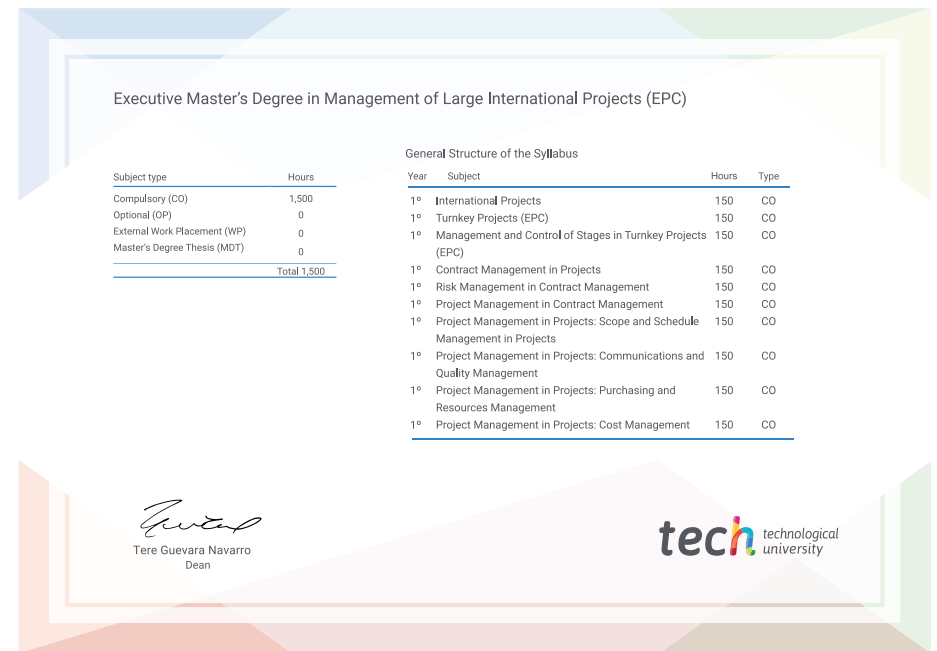 Executive Master's Degree in Management of Large International Projects (EPC)
Subject type Hours
Compulsory (CO) 1,500
Optional (OP) 0
External Work Placement (WP) 0
Master's Degree Thesis (MDT) 0
Total 1,500
General Structure of the Syllabus
Year Subject Hours Type
1º International Projects 150 CO
1º Turnkey Projects (EPC) 150 CO
1º Management and Control of Stages in Turnkey Projects 150 CO
(EPC)
1º Contract Management in Projects 150 CO
1º Risk Management in Contract Management 150 CO
1º Project Management in Contract Management 150 CO
1º Project Management in Projects: Scope and Schedule 150 CO
Management in Projects
1º Project Management in Projects: Communications and 150 CO
Quality Management
1º Project Management in Projects: Purchasing and 150 CO
Resources Management
1º Project Management in Projects: Cost Management 150 CO
Tere Guevara Navarro
Dean
tech technological
university